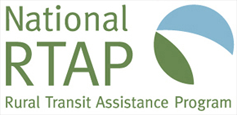 National
RTAP
Rural Transit Assistance Program